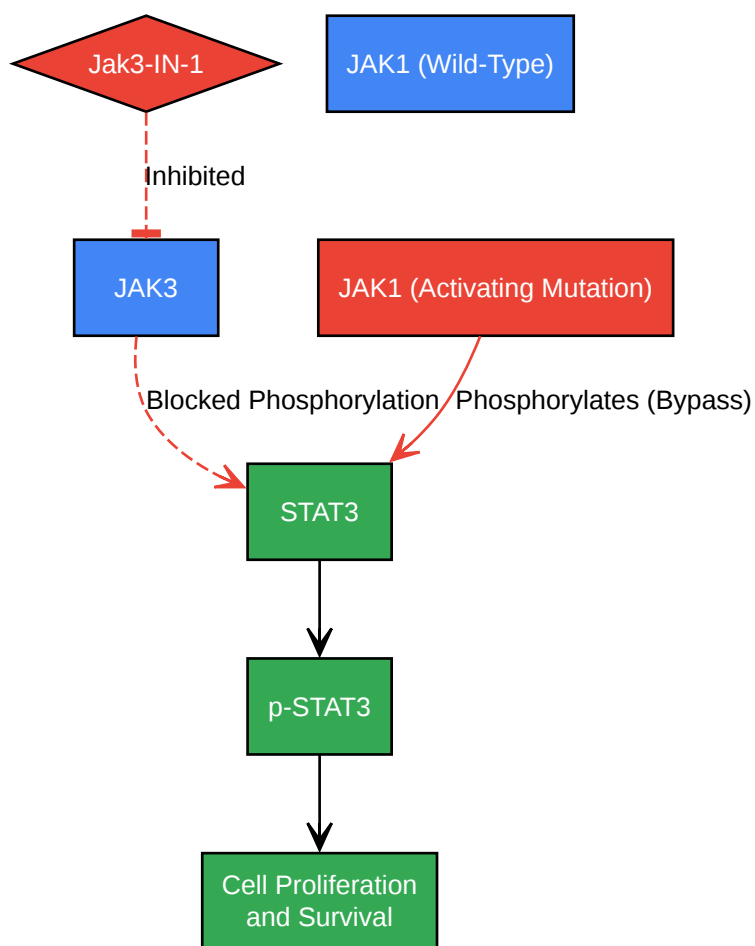 Jak3-IN-1
JAK1 (Wild-Type)
Inhibited
JAK3
JAK1 (Activating Mutation)
Blocked Phosphorylation
Phosphorylates (Bypass)
STAT3
p-STAT3
Cell Proliferation
and Survival